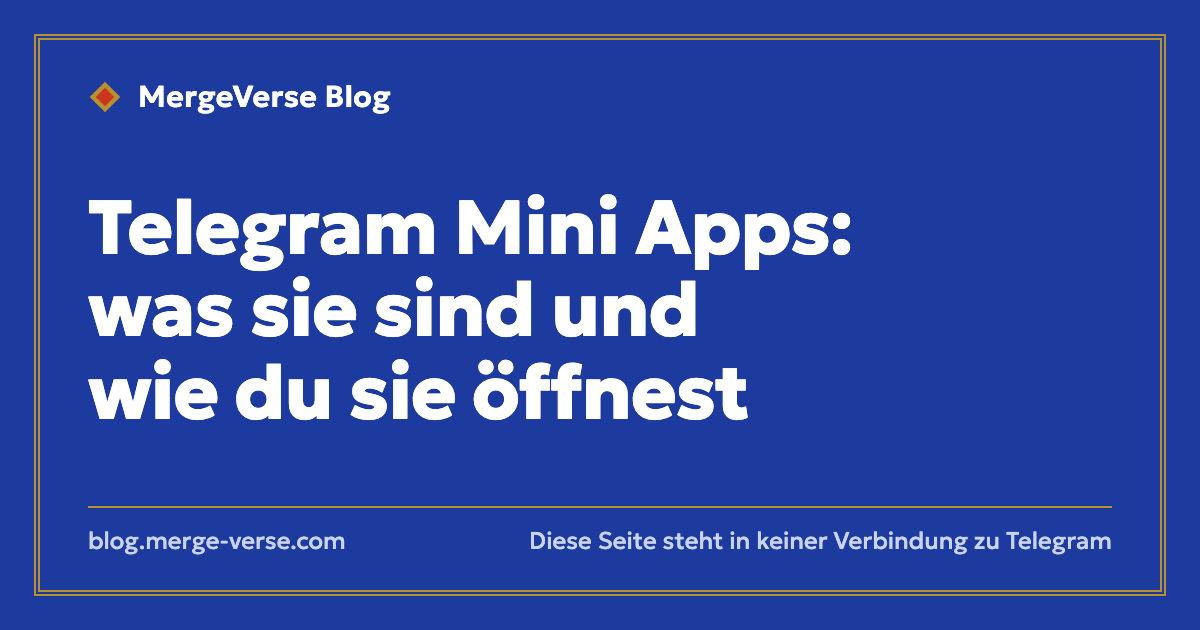 MergeVerse Blog
Telegram Mini Apps:
was sie sind und
wie du sie öffnest
blog.merge-verse.com
Diese Seite steht in keiner Verbindung zu Telegram